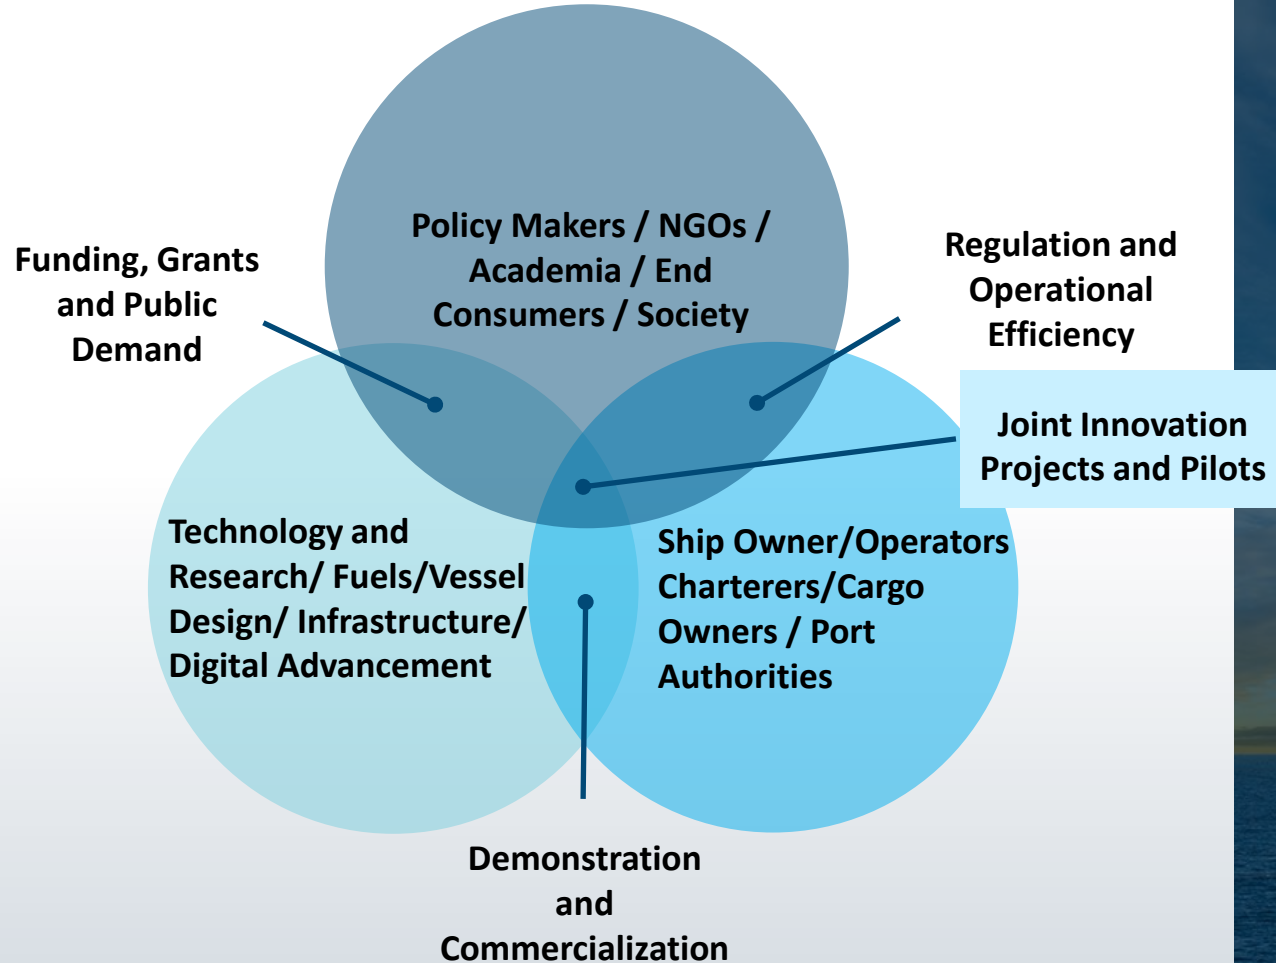 Policy Makers / NGOs /
Academia / End
Consumers / Society
Funding, Grants
and Public
Demand
Regulation and
Operational
Efficiency
Joint Innovation
Projects and Pilots
Technology and
Research/ Fuels/Vessel
Design/ Infrastructure/
Digital Advancement
Ship Owner/Operators
Charterers/Cargo
Owners / Port
Authorities
Demonstration
and
Commercialization